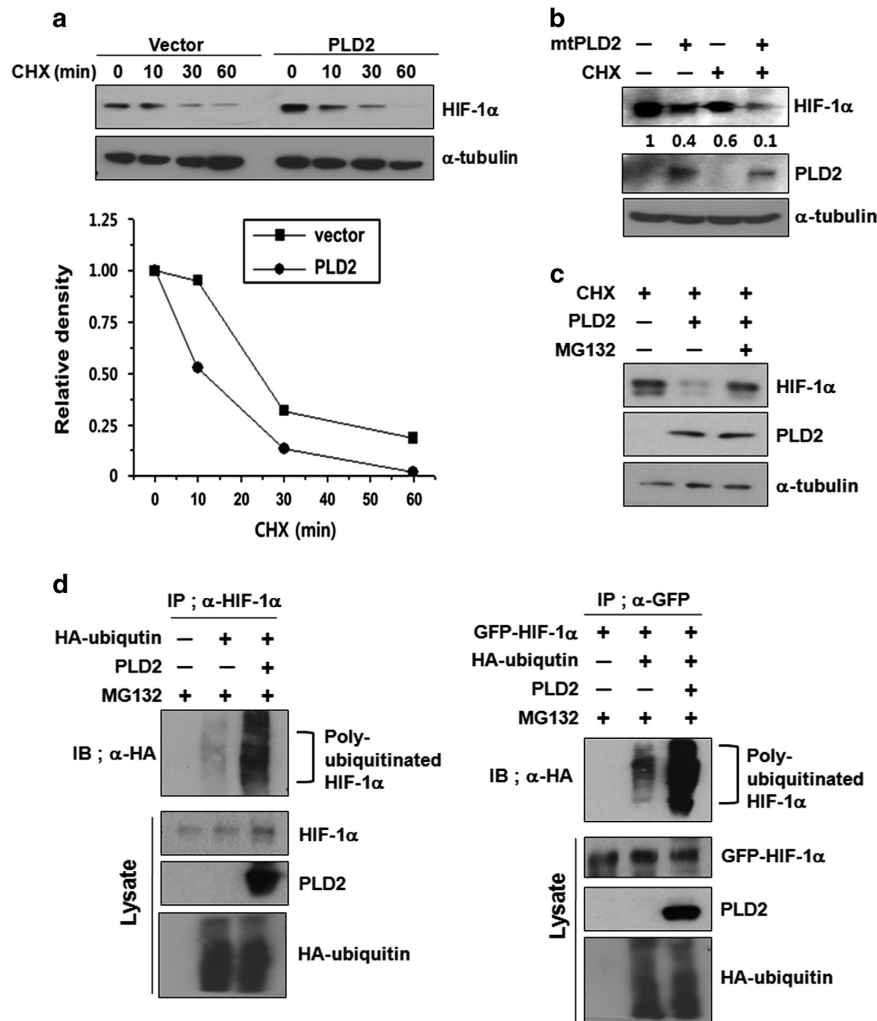 a
Vector PLD2
CHX (min) 0 10 30 60 0 10 30 60
HIF-1α
α-tubulin
1.25
1.00
0.75
0.50
0.25
0
Relative density
vector
PLD2
0 10 20 30 40 50 60
CHX (min)
b
mtPLD2 — + — +
CHX — — + +
HIF-1α
1 0.4 0.6 0.1
PLD2
α-tubulin
c
CHX + + +
PLD2 — + +
MG132 — — +
HIF-1α
PLD2
α-tubulin
d
IP ; α-HIF-1α
HA-ubiqutin — + +
PLD2 — — +
MG132 + + +
IB ; α-HA
Poly-
ubiquitinated
HIF-1α
Lysate
HIF-1α
PLD2
HA-ubiquitin
IP ; α-GFP
GFP-HIF-1α + + +
HA-ubiqutin — + +
PLD2 — — +
MG132 + + +
IB ; α-HA
Poly-
ubiquitinated
HIF-1α
Lysate
GFP-HIF-1α
PLD2
HA-ubiquitin